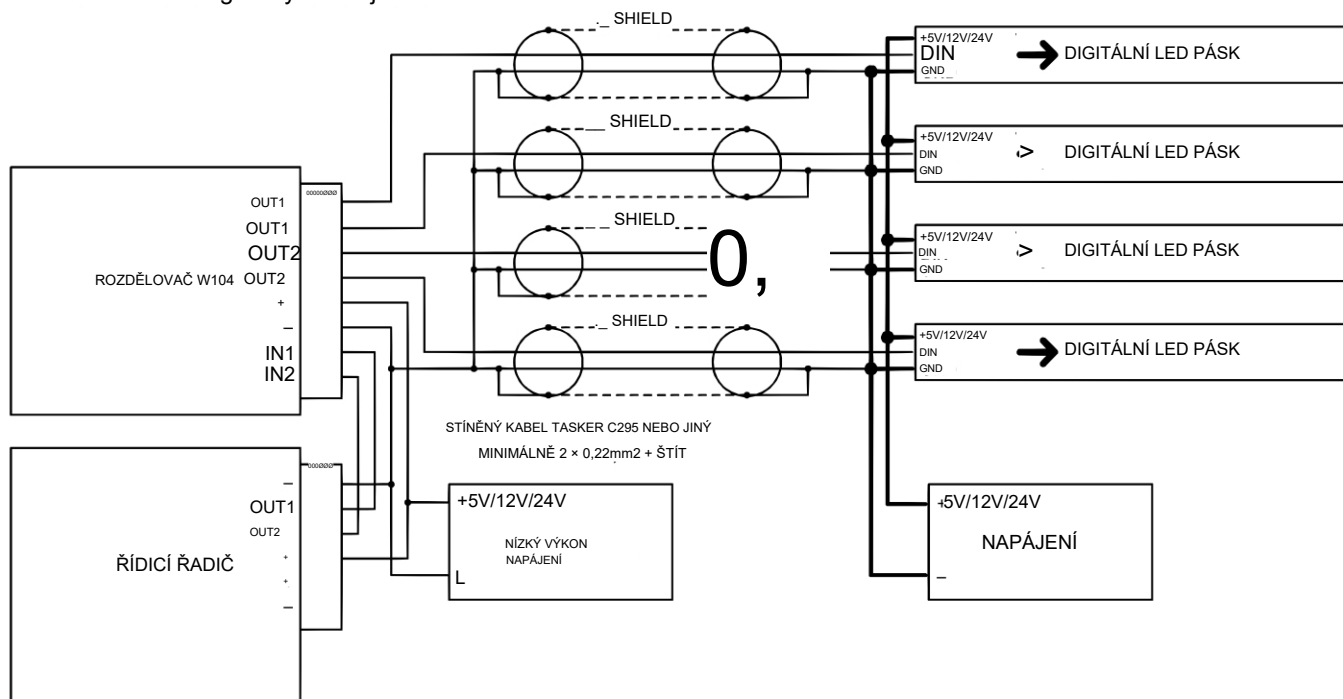 ._ SHIELD
+5V/12V/24V
DIN
GND
DIGITÁLNÍ LED PÁSK
__ SHIELD
+5V/12V/24V
DIN
GND
> DIGITÁLNÍ LED PÁSK
OUT1
OUT1
OUT2
OUT2
+
–
IN1
IN2
ROZDĚLOVAČ W104
__ SHIELD
0,
+5V/12V/24V
DIN
GND
> DIGITÁLNÍ LED PÁSK
._ SHIELD
+5V/12V/24V
DIN
GND
DIGITÁLNÍ LED PÁSK
STÍNĚNÝ KABEL TASKER C295 NEBO JINÝ
MINIMÁLNĚ 2 × 0,22mm2 + ŠTÍT
–
OUT1
OUT2
+
+
–
ŘÍDICÍ ŘADIČ
+5V/12V/24V
NÍZKÝ VÝKON
NAPÁJENÍ
L
+5V/12V/24V
NAPÁJENÍ
–